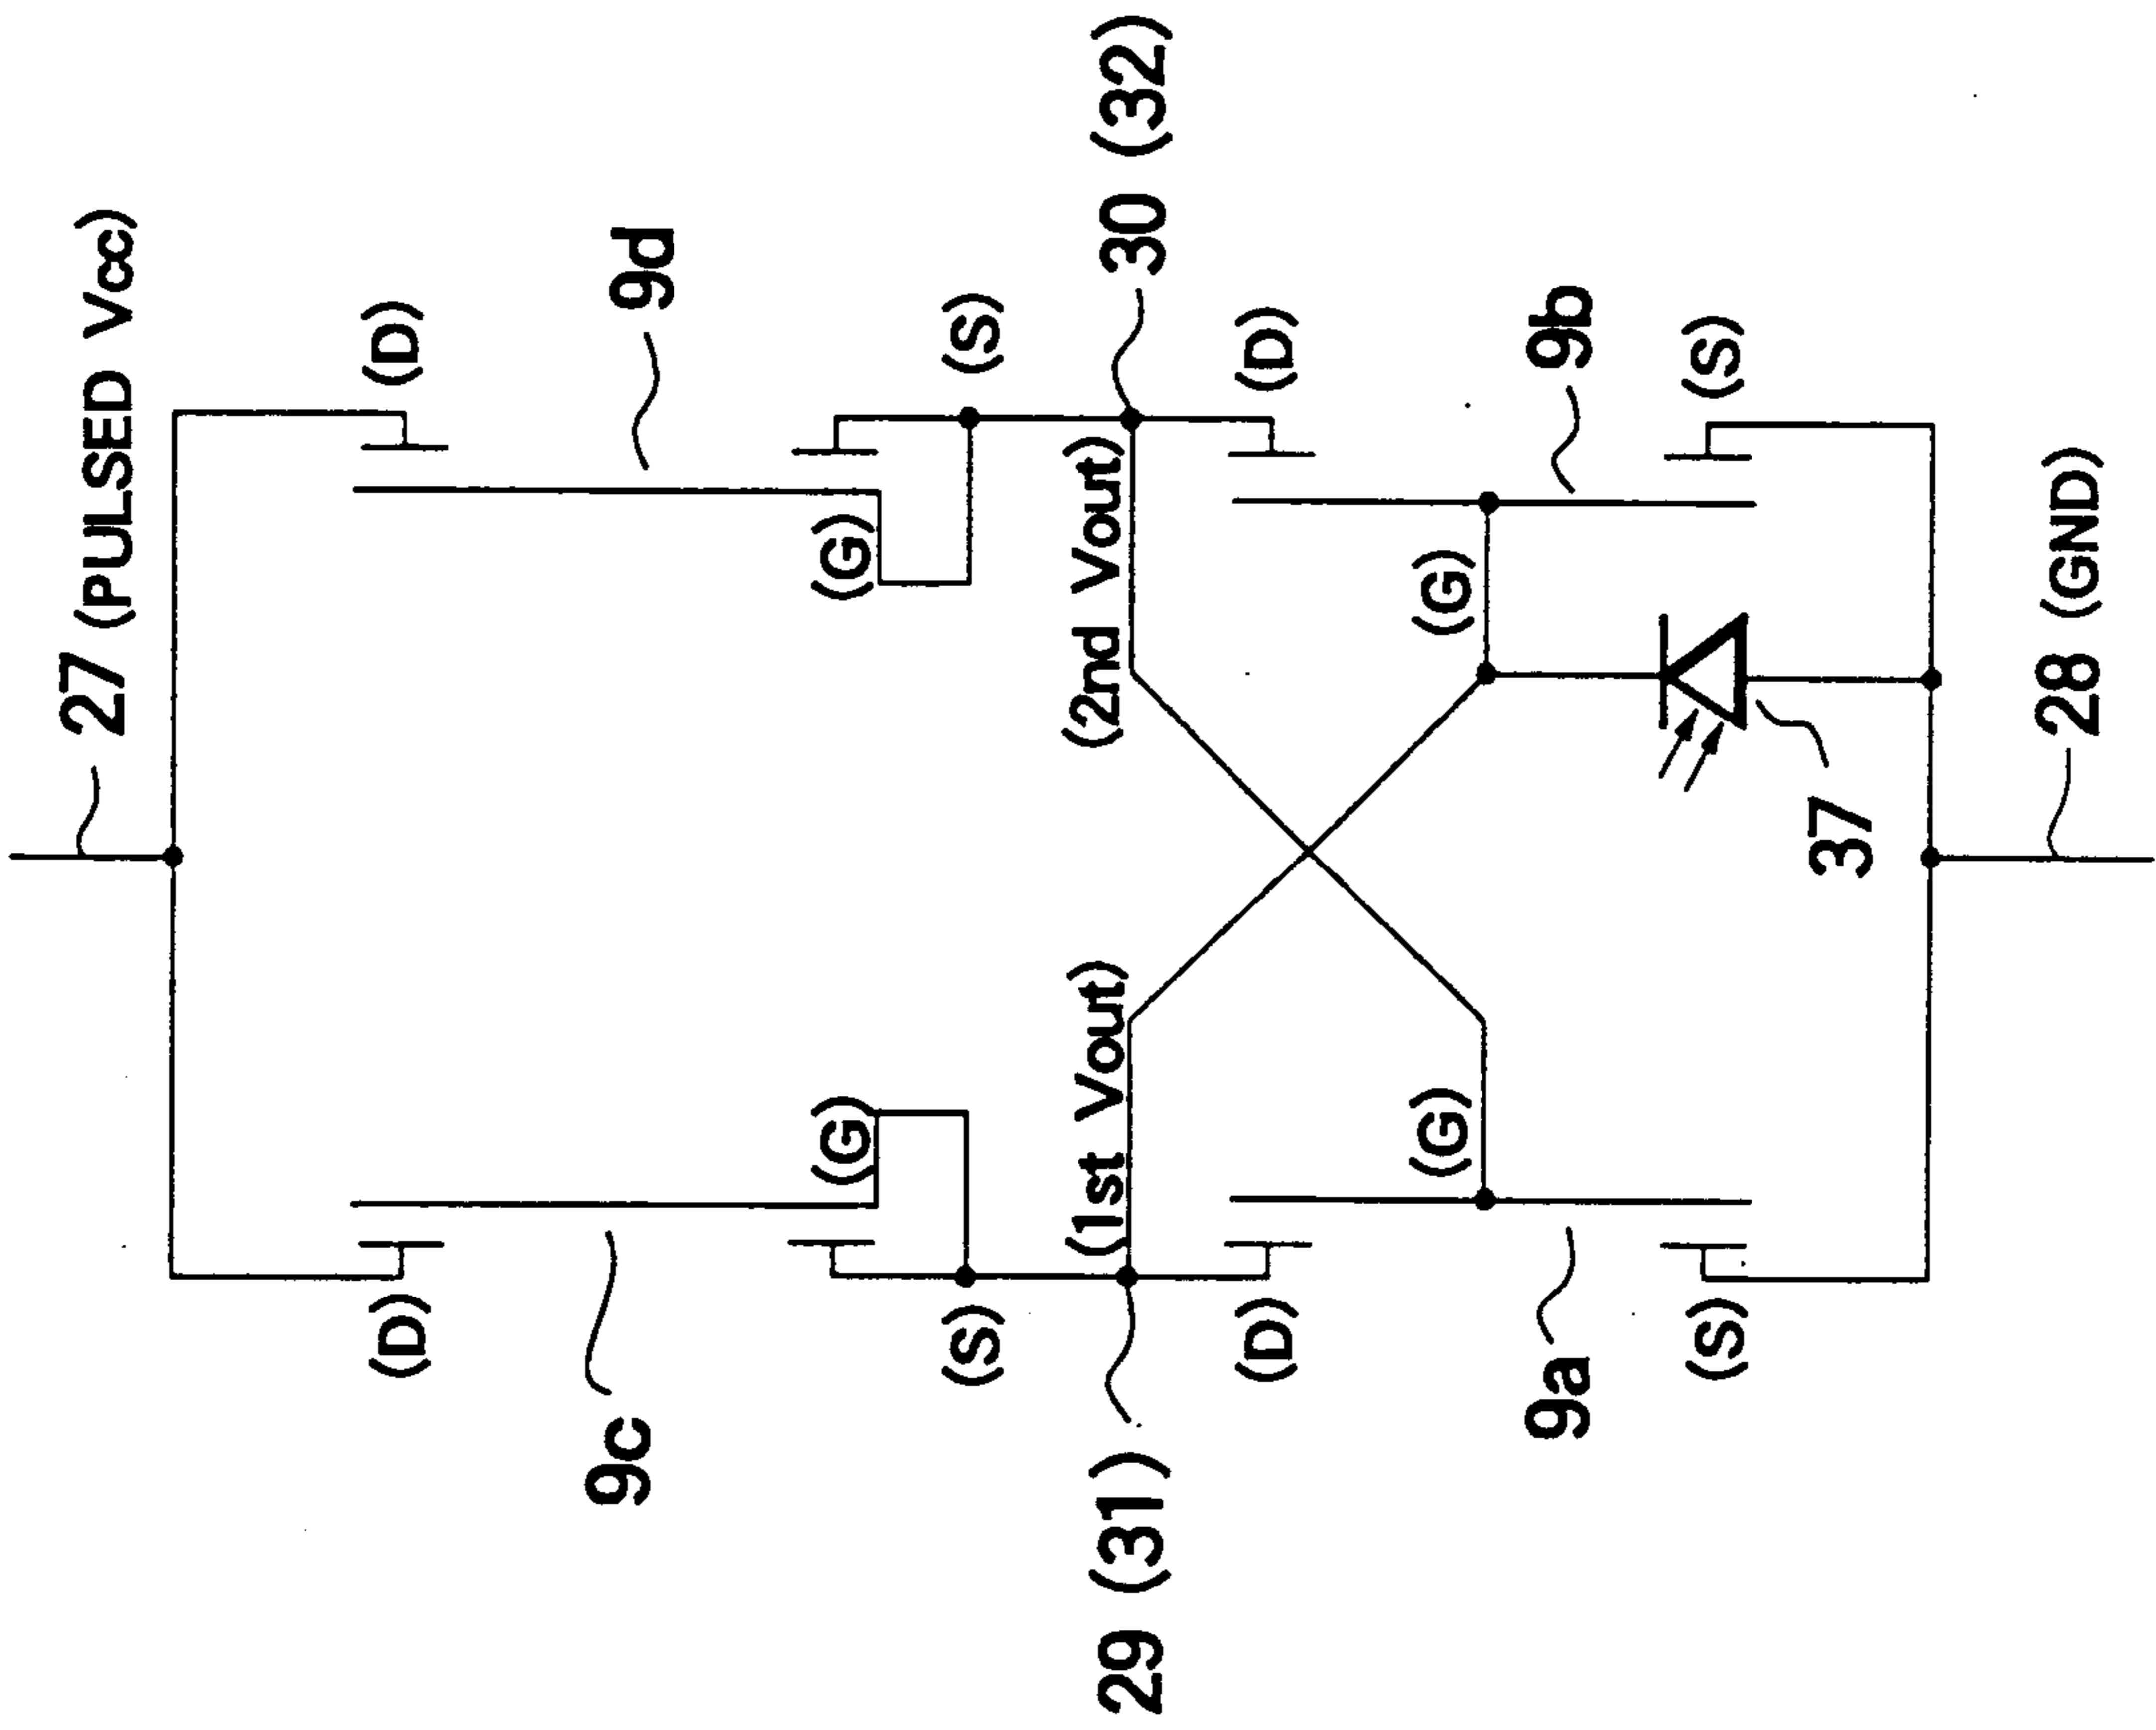 27 (PULSED Vcc)
(D)
9d
(G)
(S)
(2nd Vout)
30 (32)
(D)
(G)
9b
(S)
37
28 (GND)
(D)
9c
(G)
(S)
(1st Vout)
29 (31)
(D)
(G)
9a
(S)